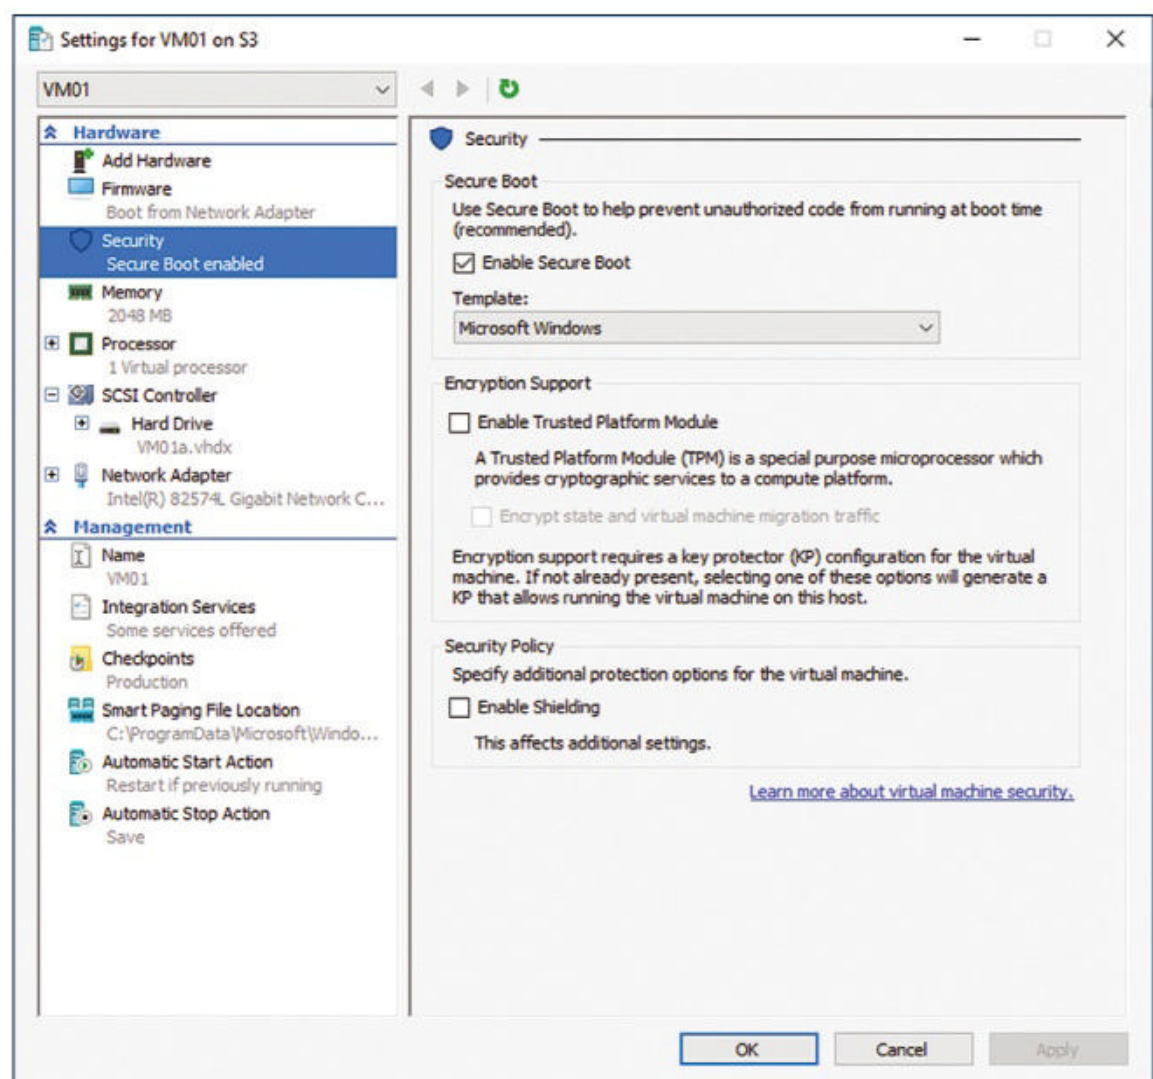 Settings for VM01 on S3
VM01
Hardware
Add Hardware
Firmware
Boot from Network Adapter
Security
Secure Boot enabled
Memory
2048 MB
Processor
1 Virtual processor
SCSI Controller
Hard Drive
VM01a.vhdx
Network Adapter
Intel(R) 82574L Gigabit Network C...
Management
Name
VM01
Integration Services
Some services offered
Checkpoints
Production
Smart Paging File Location
C:\ProgramData\Microsoft\Windo...
Automatic Start Action
Restart if previously running
Automatic Stop Action
Save
Security
Secure Boot
Use Secure Boot to help prevent unauthorized code from running at boot time
(recommended).
Enable Secure Boot
Template:
Microsoft Windows
Encryption Support
Enable Trusted Platform Module
A Trusted Platform Module (TPM) is a special purpose microprocessor which
provides cryptographic services to a compute platform.
Encrypt state and virtual machine migration traffic
Encryption support requires a key protector (KP) configuration for the virtual
machine. If not already present, selecting one of these options will generate a
KP that allows running the virtual machine on this host.
Security Policy
Specify additional protection options for the virtual machine.
Enable Shielding
This affects additional settings.
Learn more about virtual machine security.
OK
Cancel
Apply